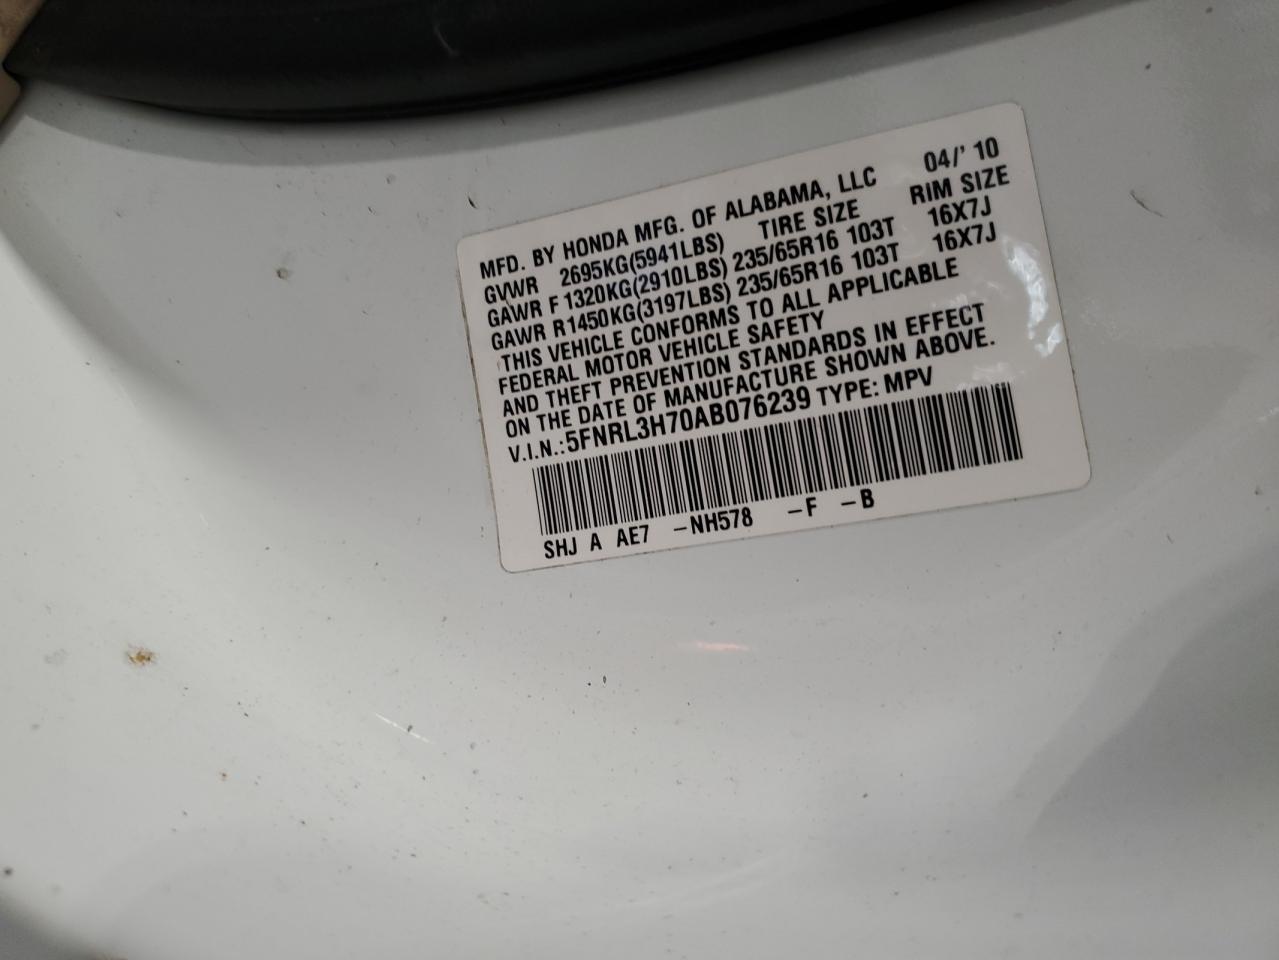 MFD. BY HONDA MFG. OF ALABAMA, LLC 04/' 10
GVWR 2695KG(5941LBS) TIRE SIZE RIM SIZE
GAWR F 1320KG(2910LBS) 235/65R16 103T 16X7J
GAWR R1450KG(3197LBS) 235/65R16 103T 16X7J
THIS VEHICLE CONFORMS TO ALL APPLICABLE
FEDERAL MOTOR VEHICLE SAFETY
AND THEFT PREVENTION STANDARDS IN EFFECT
ON THE DATE OF MANUFACTURE SHOWN ABOVE.
V.I.N.:5FNRL3H70AB076239 TYPE: MPV
SHJ A AE7 -NH578 -F -B